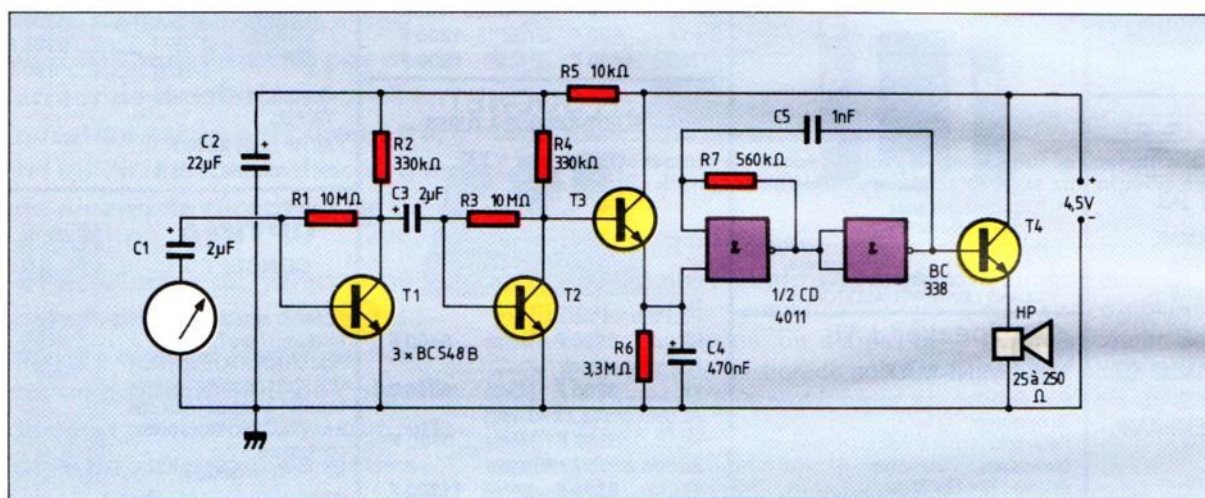 R5 10kΩ
C5 1nF
C2 +
22µF
R2
330kΩ
R4
330kΩ
R7 560kΩ
R1 10MΩ
C3 2µF
+
R3 10MΩ
T3
+
4,5V
-
C1 2µF
&
&
T4
T1
T2
BC
338
1/2 CD
4011
HP
3 x BC548B
R6
3,3MΩ
+ C4
470nF
25 à 250
Ω